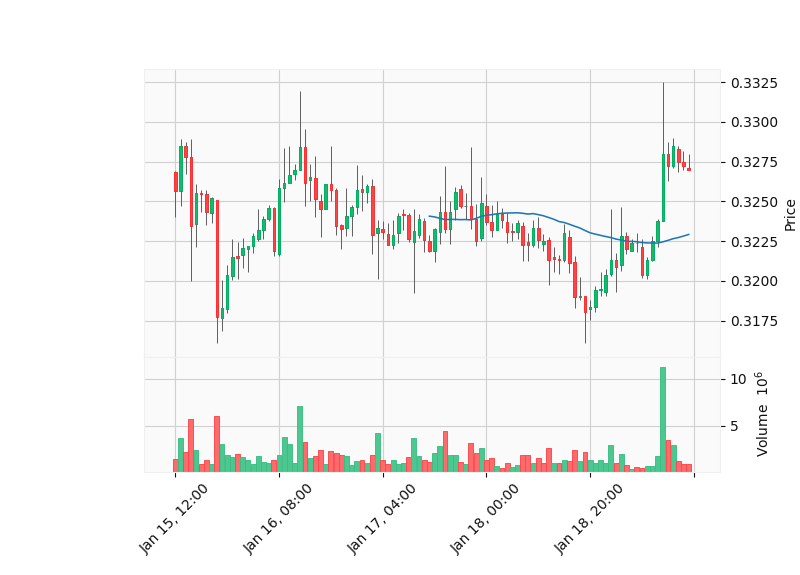 0.3325
0.3300
0.3275
0.3250
0.3225
0.3200
0.3175
Price
10
5
Volume 10^6
Jan 15, 12:00
Jan 16, 08:00
Jan 17, 04:00
Jan 18, 00:00
Jan 18, 20:00